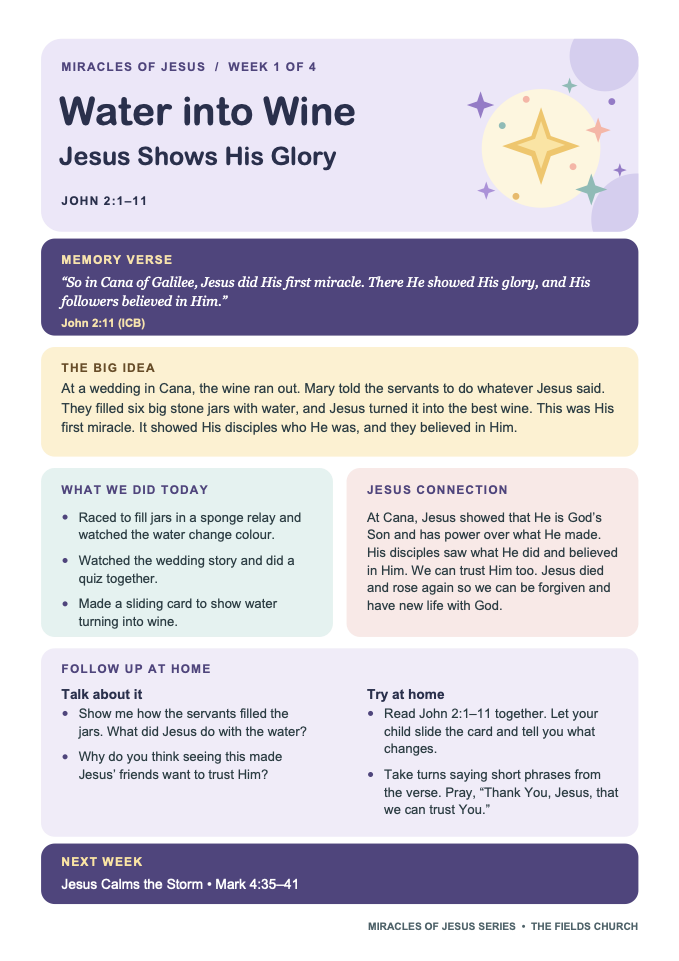 MIRACLES OF JESUS / WEEK 1 OF 4
Water into Wine
Jesus Shows His Glory
JOHN 2:1–11
MEMORY VERSE
“So in Cana of Galilee, Jesus did His first miracle. There He showed His glory, and His
followers believed in Him.”
John 2:11 (ICB)
THE BIG IDEA
At a wedding in Cana, the wine ran out. Mary told the servants to do whatever Jesus said.
They filled six big stone jars with water, and Jesus turned it into the best wine. This was His
first miracle. It showed His disciples who He was, and they believed in Him.
WHAT WE DID TODAY
• Raced to fill jars in a sponge relay and
watched the water change colour.
• Watched the wedding story and did a
quiz together.
• Made a sliding card to show water
turning into wine.
JESUS CONNECTION
At Cana, Jesus showed that He is God’s
Son and has power over what He made.
His disciples saw what He did and believed
in Him. We can trust Him too. Jesus died
and rose again so we can be forgiven and
have new life with God.
FOLLOW UP AT HOME
Talk about it
• Show me how the servants filled the
jars. What did Jesus do with the water?
• Why do you think seeing this made
Jesus’ friends want to trust Him?
Try at home
• Read John 2:1–11 together. Let your
child slide the card and tell you what
changes.
• Take turns saying short phrases from
the verse. Pray, “Thank You, Jesus, that
we can trust You.”
NEXT WEEK
Jesus Calms the Storm • Mark 4:35–41
MIRACLES OF JESUS SERIES • THE FIELDS CHURCH